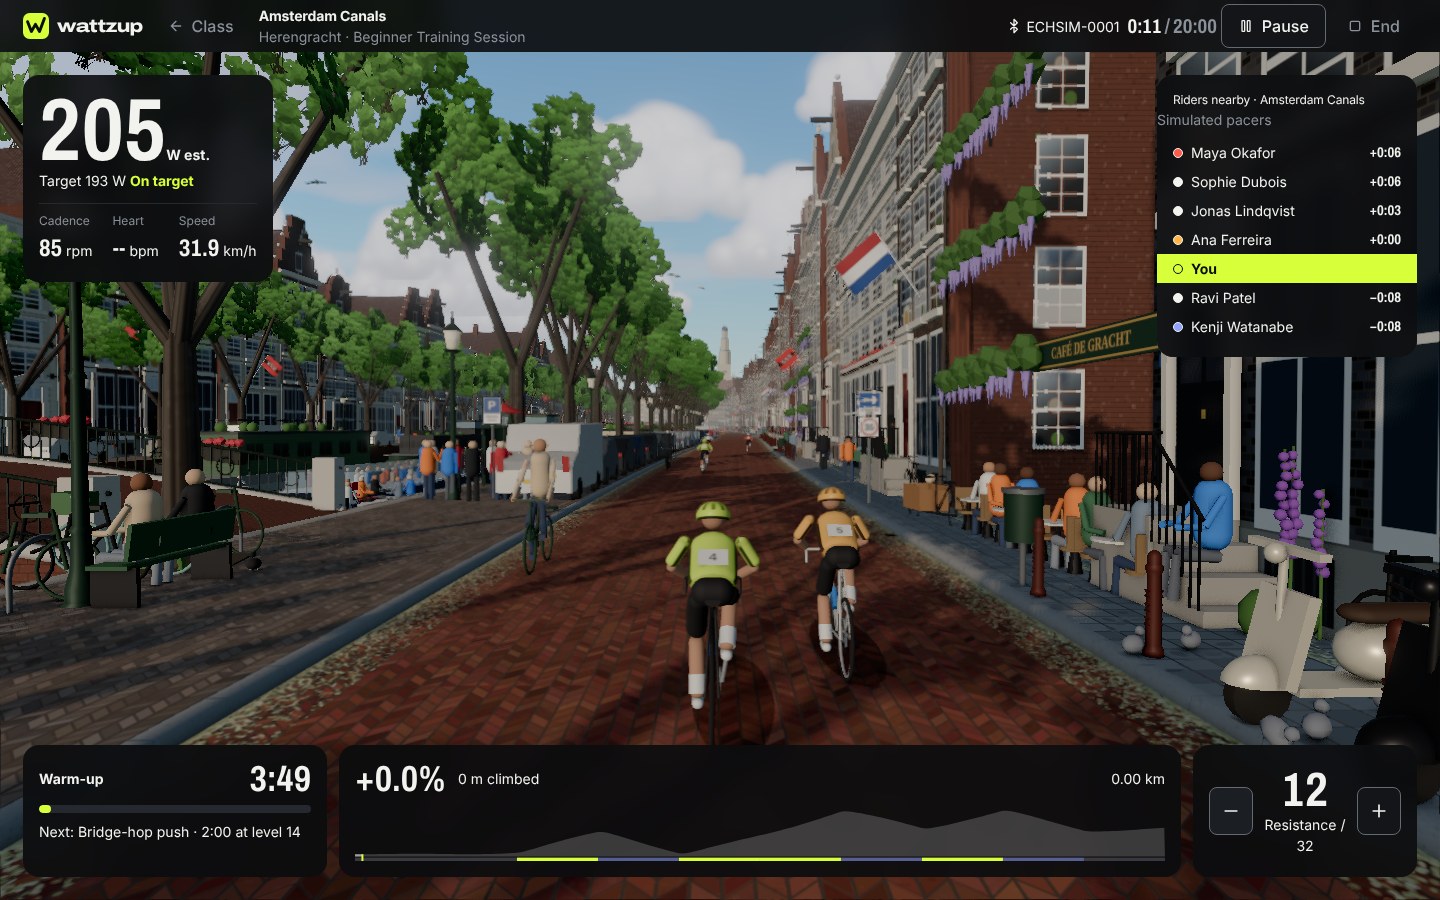 wattzup
Class
Amsterdam Canals
Herengracht · Beginner Training Session
ECHSIM-0001 0:11 / 20:00
Pause
End
205 W est.
Target 193 W On target
Cadence Heart Speed
85 rpm -- bpm 31.9 km/h
Riders nearby · Amsterdam Canals
Simulated pacers
Maya Okafor +0:06
Sophie Dubois +0:06
Jonas Lindqvist +0:03
Ana Ferreira +0:00
You
Ravi Patel −0:08
Kenji Watanabe −0:08
CAFÉ DE GRACHT
P
4
5
Warm-up 3:49
Next: Bridge-hop push · 2:00 at level 14
+0.0% 0 m climbed 0.00 km
−
12
+
Resistance /
32